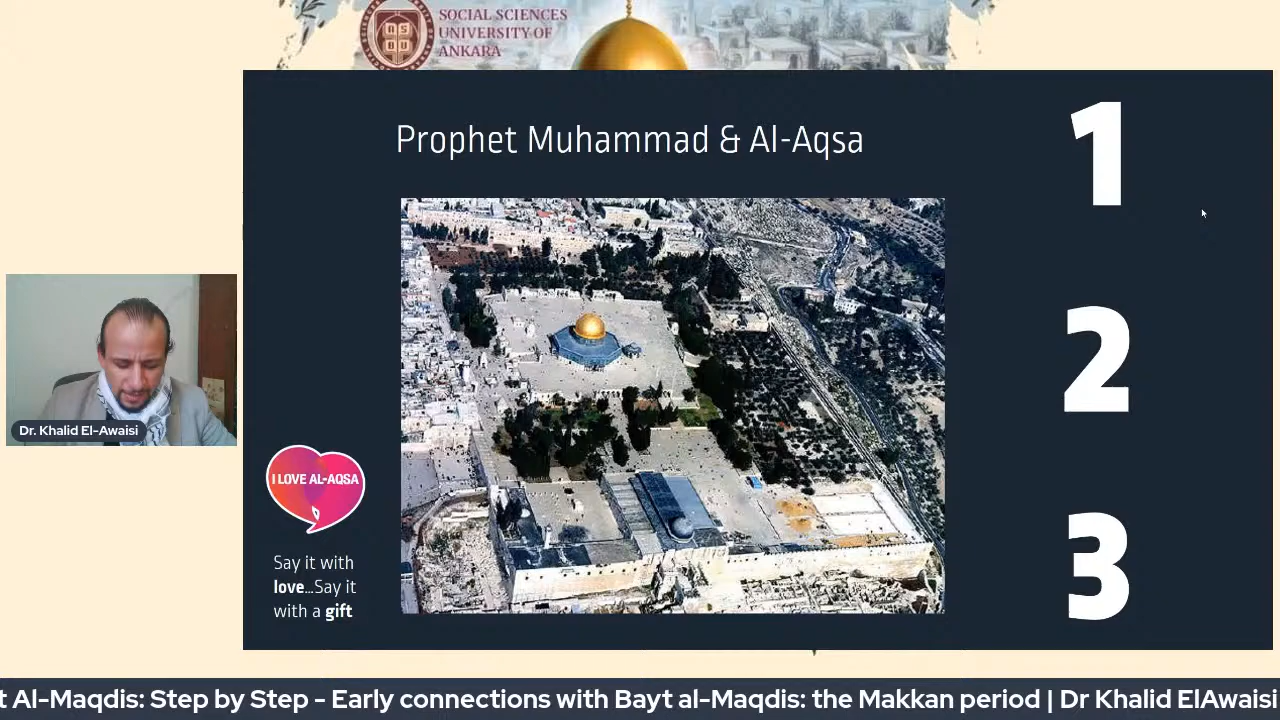 SOCIAL SCIENCES
UNIVERSITY OF
ANKARA
Prophet Muhammad & Al-Aqsa
1
2
3
Dr. Khalid El-Awaisi
I LOVE AL-AQSA
Say it with
love...Say it
with a gift
t Al-Maqdis: Step by Step - Early connections with Bayt al-Maqdis: the Makkan period | Dr Khalid ElAwaisi